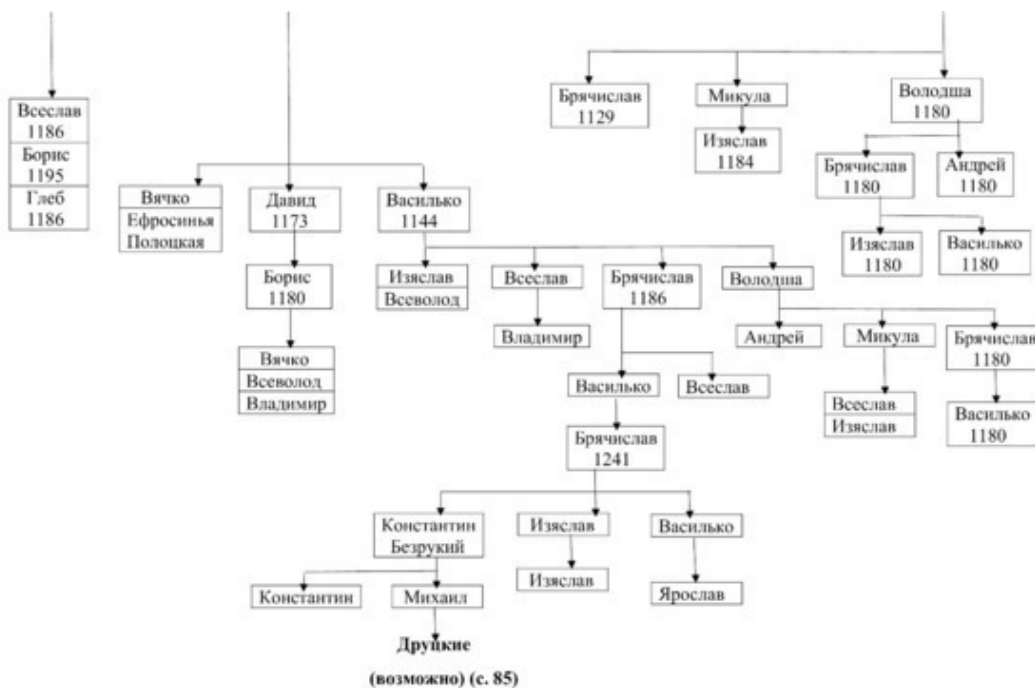 Всеслав
1186
Борис
1195
Глеб
1186
Вячко
Ефросинья
Полоцкая
Давид
1173
Василько
1144
Борис
1180
Вячко
Всеволод
Владимир
Изяслав
Всеволод
Всеслав
Владимир
Брячислав
1186
Володша
Василько
Всеслав
Андрей
Микула
Всеслав
Изяслав
Брячислав
1180
Василько
1180
Брячислав
1129
Микула
Изяслав
1184
Володша
1180
Брячислав
1180
Андрей
1180
Изяслав
1180
Василько
1180
Брячислав
1241
Константин
Безрукий
Изяслав
Василько
Константин
Михаил
Изяслав
Ярослав
Друцкие
(возможно) (с. 85)